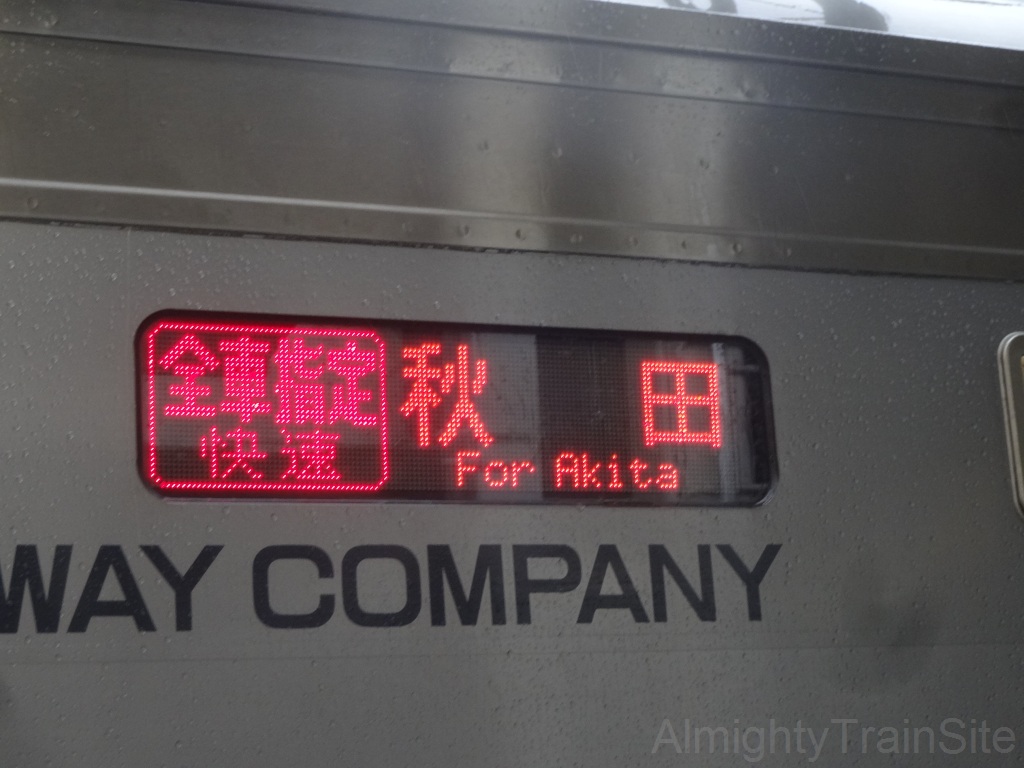 全車指定 秋田
快速 For Akita
WAY COMPANY
AlmightyTrainSite